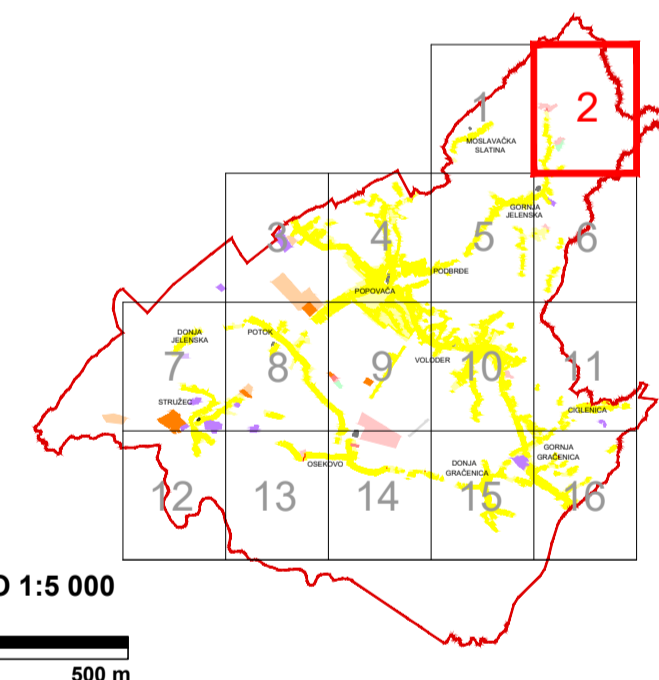 1
2
MOSLAVAČKA
SLATINA
GORNJA
JELENSKA
3
4
5
6
PODBRĐE
POPOVAČA
DONJA
JELENSKA
POTOK
VOLODER
7
8
9
10
11
STRUŽEC
CIGLENICA
GORNJA
GRAČENICA
OSEKOVO
DONJA
GRAČENICA
12
13
14
15
16
1:5 000
500 m